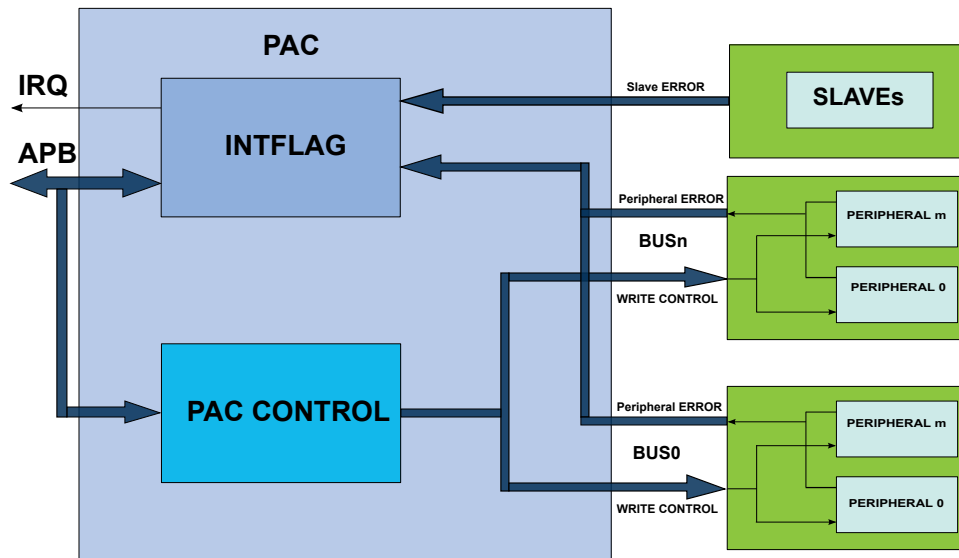 PAC
IRQ
APB
INTFLAG
Slave ERROR
SLAVEs
Peripheral ERROR
BUSn
WRITE CONTROL
PERIPHERAL m
PERIPHERAL 0
PAC CONTROL
Peripheral ERROR
BUS0
WRITE CONTROL
PERIPHERAL m
PERIPHERAL 0